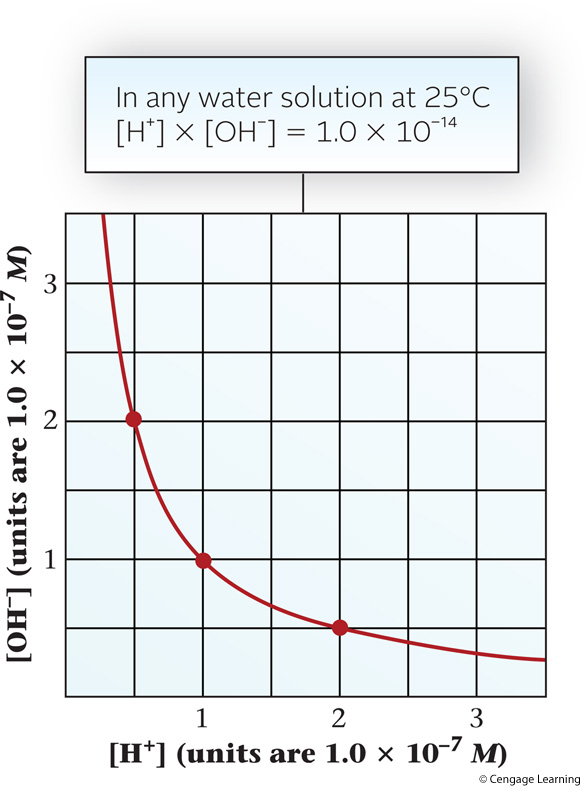 In any water solution at 25°C
[H⁺] × [OH⁻] = 1.0 × 10⁻¹⁴
[OH⁻] (units are 1.0 × 10⁻⁷ M)
3
2
1
1 2 3
[H⁺] (units are 1.0 × 10⁻⁷ M)
© Cengage Learning